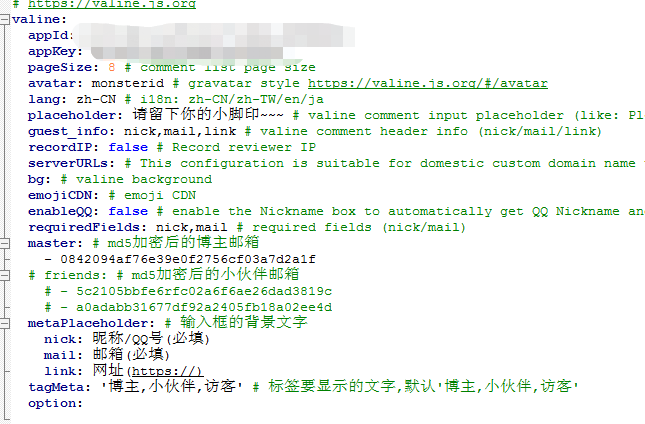 # https://valine.js.org
valine:
appId:
appKey:
pageSize: 8 # comment list page size
avatar: monsterid # gravatar style https://valine.js.org/#/avatar
lang: zh-CN # i18n: zh-CN/zh-TW/en/ja
placeholder: 请留下你的小脚印~~~ # valine comment input placeholder (like: Pl
guest_info: nick,mail,link # valine comment header info (nick/mail/link)
recordIP: false # Record reviewer IP
serverURLs: # This configuration is suitable for domestic custom domain name
bg: # valine background
emojiCDN: # emoji CDN
enableQQ: false # enable the Nickname box to automatically get QQ Nickname and
requiredFields: nick,mail # required fields (nick/mail)
master: # md5加密后的博主邮箱
- 0842094af76e39e0f2756cf03a7d2a1f
# friends: # md5加密后的小伙伴邮箱
# - 5c2105bbfe6rfc02a6f6ae26dad3819c
# - a0adabb31677df92a2405fb18a02ee4d
metaPlaceholder: # 输入框的背景文字
nick: 昵称/QQ号(必填)
mail: 邮箱(必填)
link: 网址(https://)
tagMeta: '博主,小伙伴,访客' # 标签要显示的文字,默认'博主,小伙伴,访客'
option: